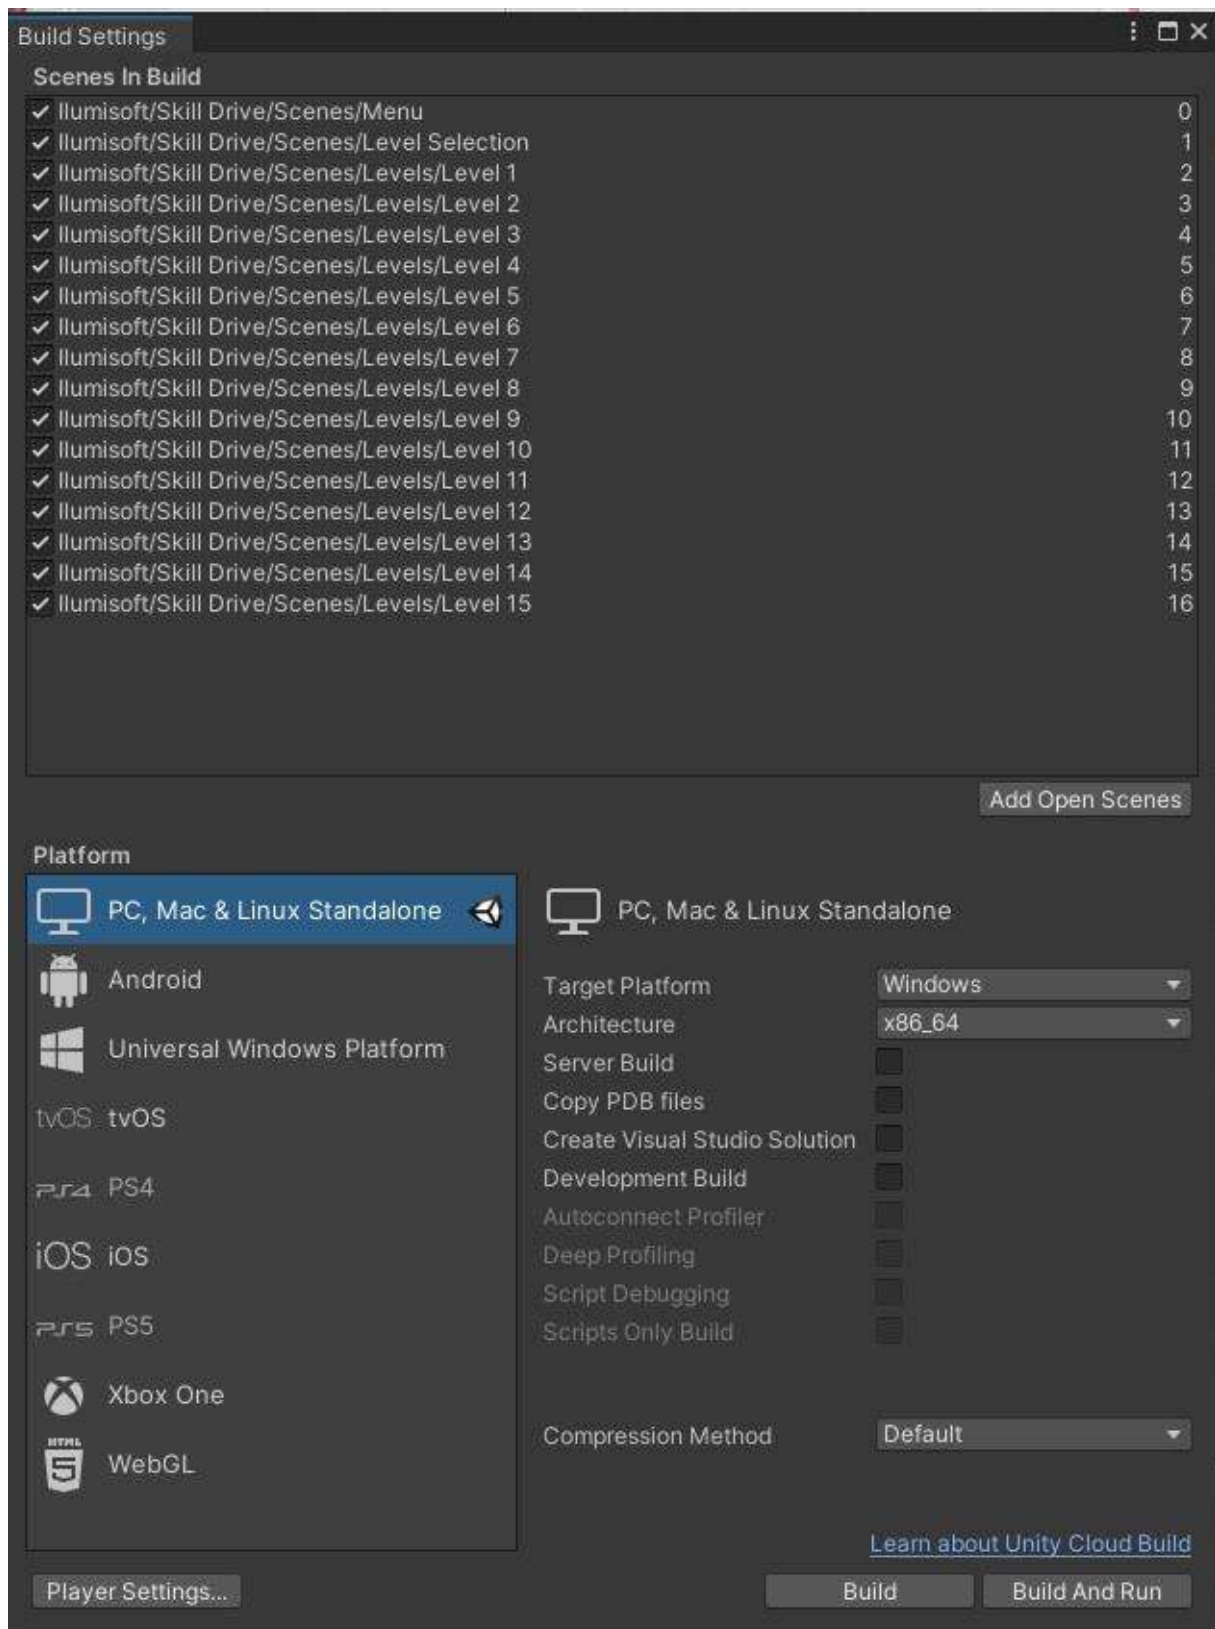 Build Settings
Scenes In Build
Ilumisoft/Skill Drive/Scenes/Menu 0
Ilumisoft/Skill Drive/Scenes/Level Selection 1
Ilumisoft/Skill Drive/Scenes/Levels/Level 1 2
Ilumisoft/Skill Drive/Scenes/Levels/Level 2 3
Ilumisoft/Skill Drive/Scenes/Levels/Level 3 4
Ilumisoft/Skill Drive/Scenes/Levels/Level 4 5
Ilumisoft/Skill Drive/Scenes/Levels/Level 5 6
Ilumisoft/Skill Drive/Scenes/Levels/Level 6 7
Ilumisoft/Skill Drive/Scenes/Levels/Level 7 8
Ilumisoft/Skill Drive/Scenes/Levels/Level 8 9
Ilumisoft/Skill Drive/Scenes/Levels/Level 9 10
Ilumisoft/Skill Drive/Scenes/Levels/Level 10 11
Ilumisoft/Skill Drive/Scenes/Levels/Level 11 12
Ilumisoft/Skill Drive/Scenes/Levels/Level 12 13
Ilumisoft/Skill Drive/Scenes/Levels/Level 13 14
Ilumisoft/Skill Drive/Scenes/Levels/Level 14 15
Ilumisoft/Skill Drive/Scenes/Levels/Level 15 16
Add Open Scenes
Platform
PC, Mac & Linux Standalone
Android
Universal Windows Platform
tvOS tvOS
PS4 PS4
iOS iOS
PS5 PS5
Xbox One
HTML 5 WebGL
PC, Mac & Linux Standalone
Target Platform Windows
Architecture x86_64
Server Build
Copy PDB files
Create Visual Studio Solution
Development Build
Autoconnect Profiler
Deep Profiling
Script Debugging
Scripts Only Build
Compression Method Default
Learn about Unity Cloud Build
Player Settings... Build Build And Run